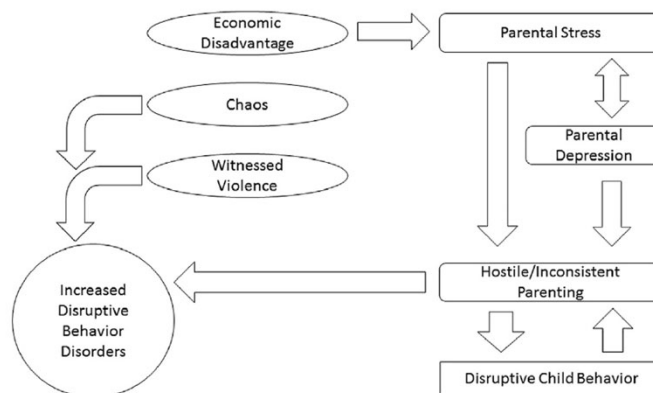 Economic
Disadvantage
Parental Stress
Chaos
Parental
Depression
Witnessed
Violence
Increased
Disruptive
Behavior
Disorders
Hostile/Inconsistent
Parenting
Disruptive Child Behavior